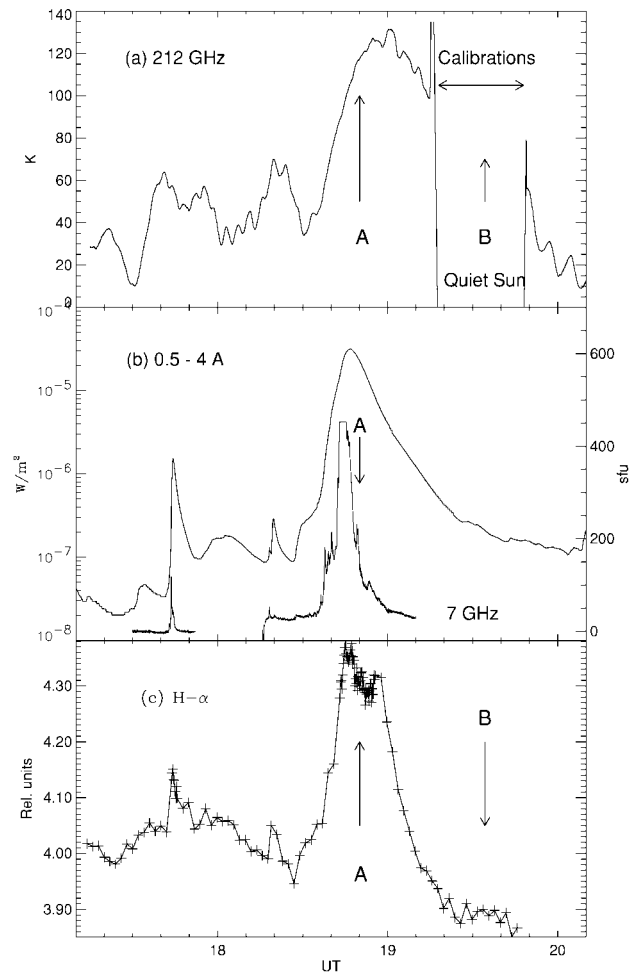 140
(a) 212 GHz
Calibrations
120
100
80
K
60
40
A
B
20
Quiet Sun
0
10⁻⁴
(b) 0.5 - 4 A
600
10⁻⁵
A
400
W/m²
10⁻⁶
sfu
200
10⁻⁷
7 GHz
10⁻⁸
0
4.30
(c) H-α
B
4.20
Rel. units
4.10
4.00
A
3.90
18
19
20
UT